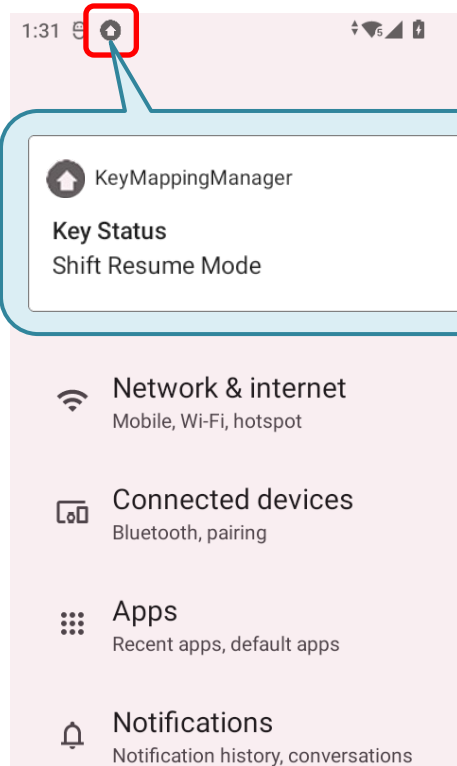 1:31
5
KeyMappingManager
Key Status
Shift Resume Mode
Network & internet
Mobile, Wi-Fi, hotspot
Connected devices
Bluetooth, pairing
Apps
Recent apps, default apps
Notifications
Notification history, conversations